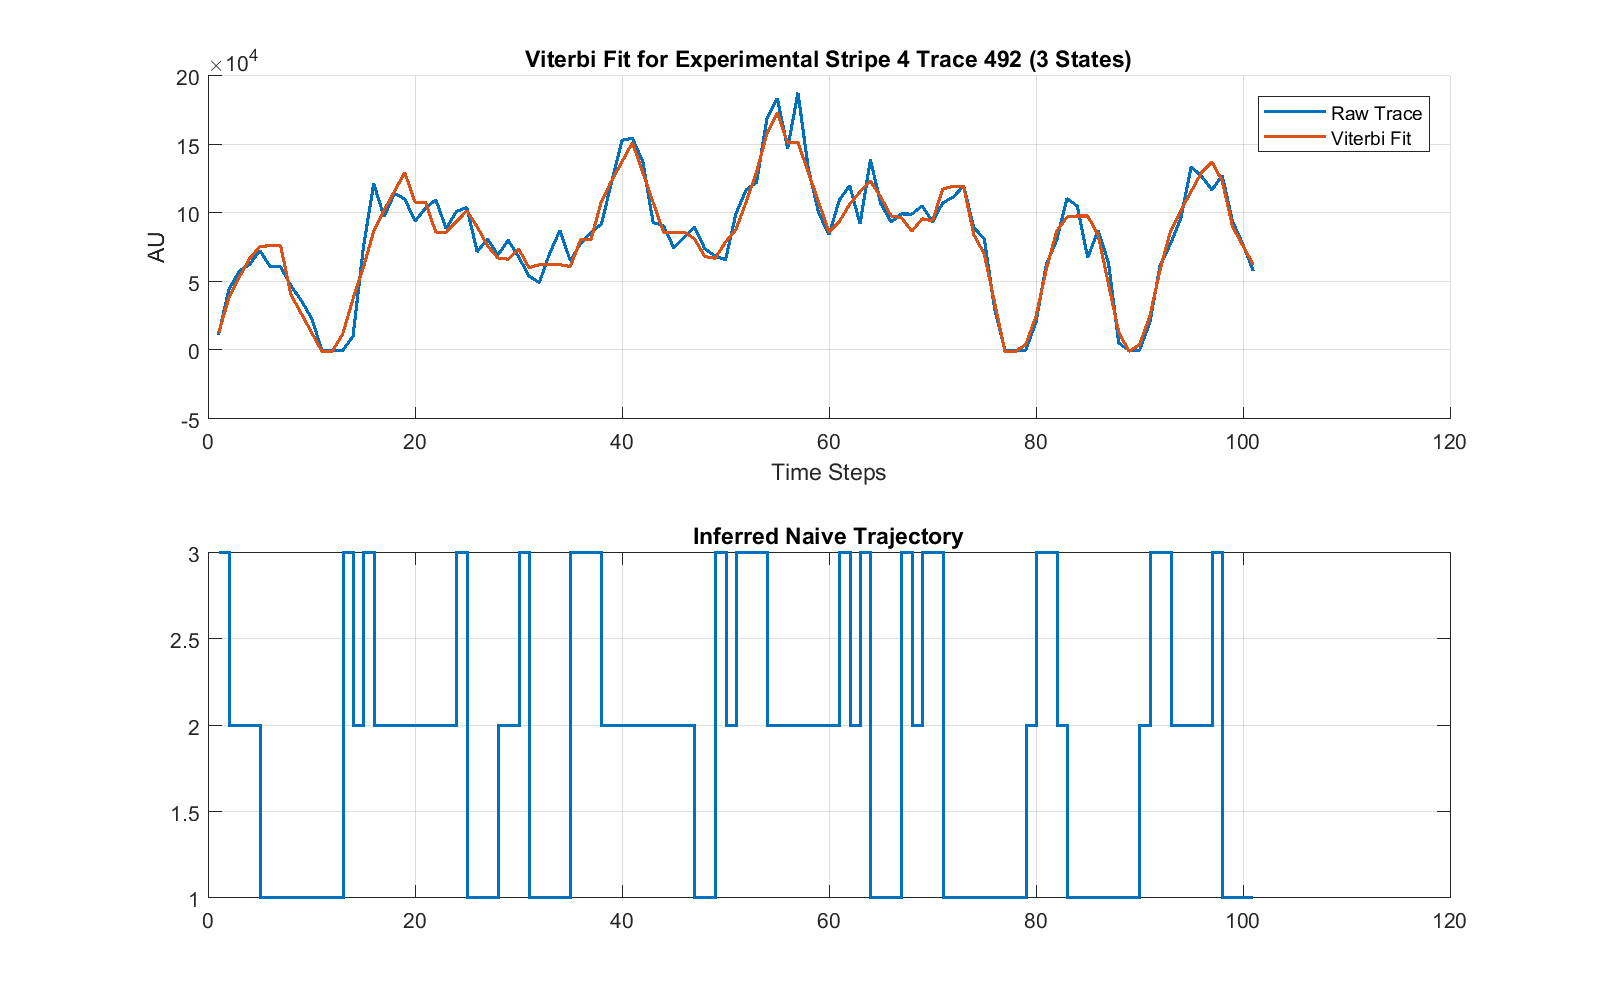 Viterbi Fit for Experimental Stripe 4 Trace 492 (3 States)
×10⁴
20
15
10
5
0
-5
AU
Raw Trace
Viterbi Fit
0 20 40 60 80 100 120
Time Steps
Inferred Naive Trajectory
3
2.5
2
1.5
1
0 20 40 60 80 100 120